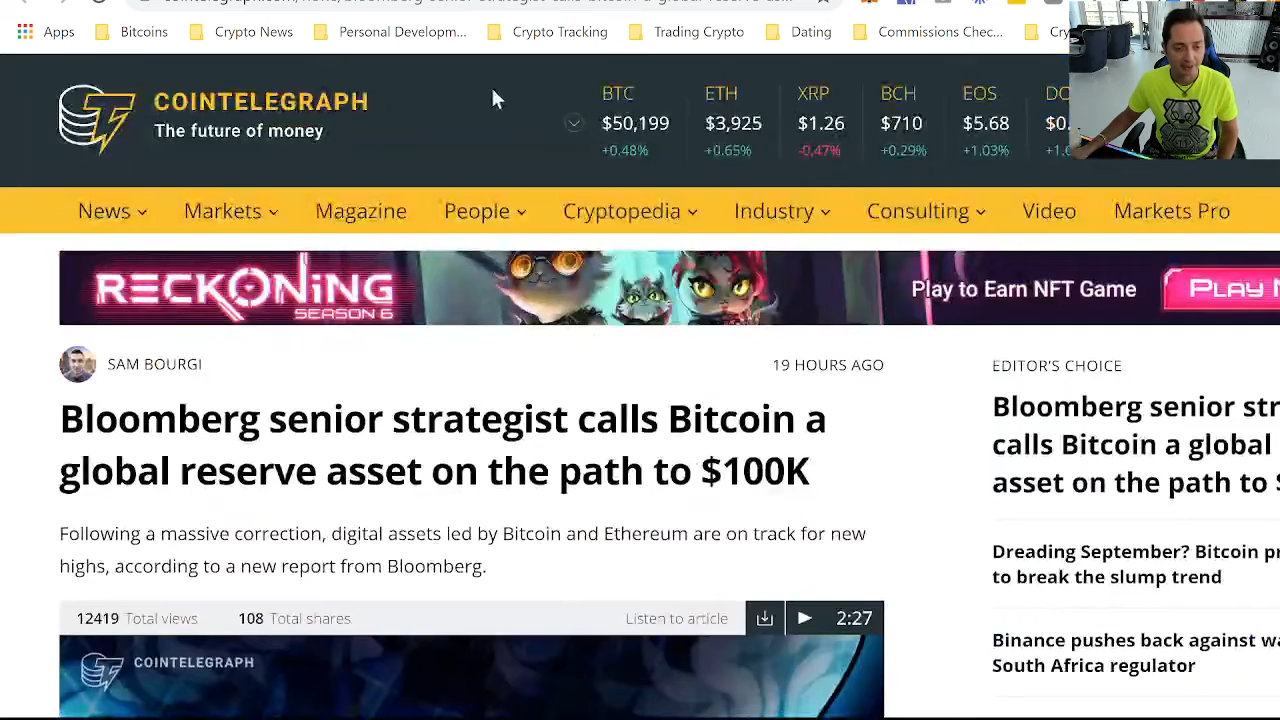 Apps Bitcoins Crypto News Personal Developm... Crypto Tracking Trading Crypto Dating Commissions Chec...
COINTELEGRAPH
The future of money
BTC ETH XRP BCH EOS
$50,199 $3,925 $1.26 $710 $5.68
+0.48% +0.65% -0.47% +0.29% +1.03%
News Markets Magazine People Cryptopedia Industry Consulting Video Markets Pro
RECKONING
SEASON 6
Play to Earn NFT Game
PLAY
SAM BOURGI
19 HOURS AGO
Bloomberg senior strategist calls Bitcoin a
global reserve asset on the path to $100K
Following a massive correction, digital assets led by Bitcoin and Ethereum are on track for new
highs, according to a new report from Bloomberg.
12419 Total views 108 Total shares Listen to article 2:27
COINTELEGRAPH
EDITOR'S CHOICE
Bloomberg senior str
calls Bitcoin a global
asset on the path to $
Dreading September? Bitcoin pr
to break the slump trend
Binance pushes back against wa
South Africa regulator